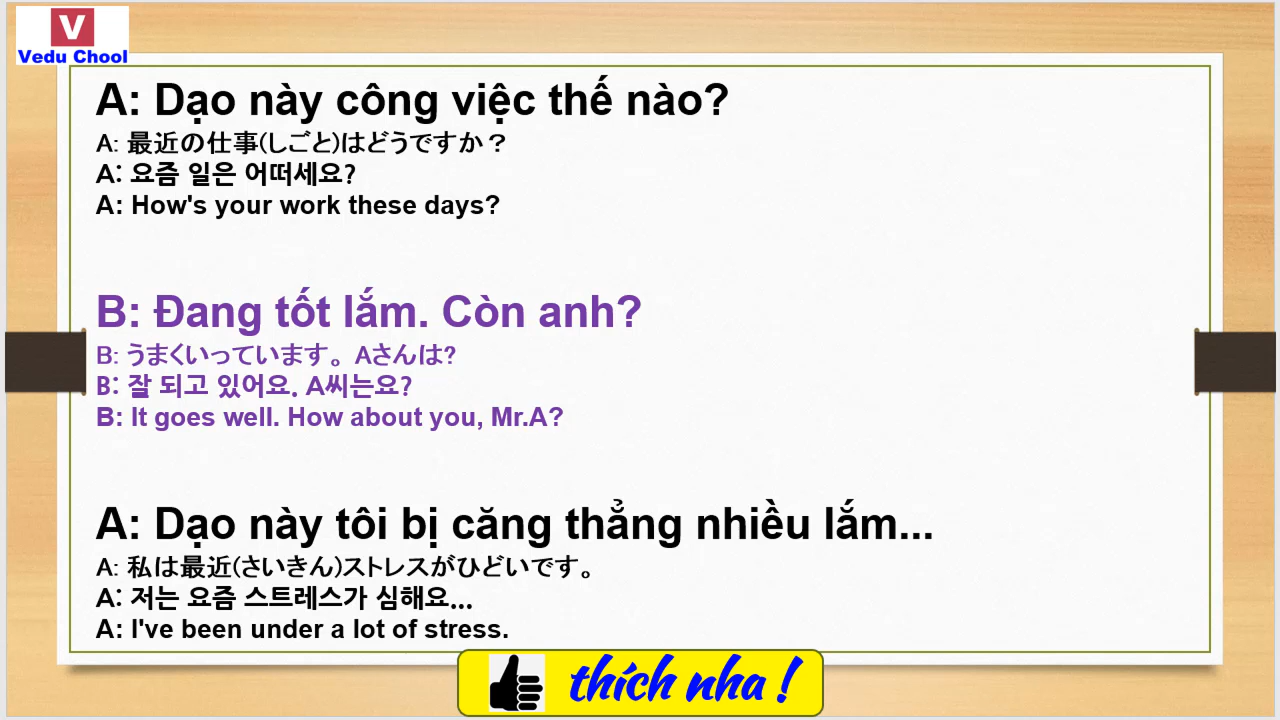 V
Vedu Chool
A: Dạo này công việc thế nào?
A: 最近の仕事(しごと)はどうですか？
A: 요즘 일은 어떠세요?
A: How's your work these days?
B: Đang tốt lắm. Còn anh?
B: うまくいっています。Aさんは?
B: 잘 되고 있어요. A씨는요?
B: It goes well. How about you, Mr.A?
A: Dạo này tôi bị căng thẳng nhiều lắm...
A: 私は最近(さいきん)ストレスがひどいです。
A: 저는 요즘 스트레스가 심해요...
A: I've been under a lot of stress.
thích nha !